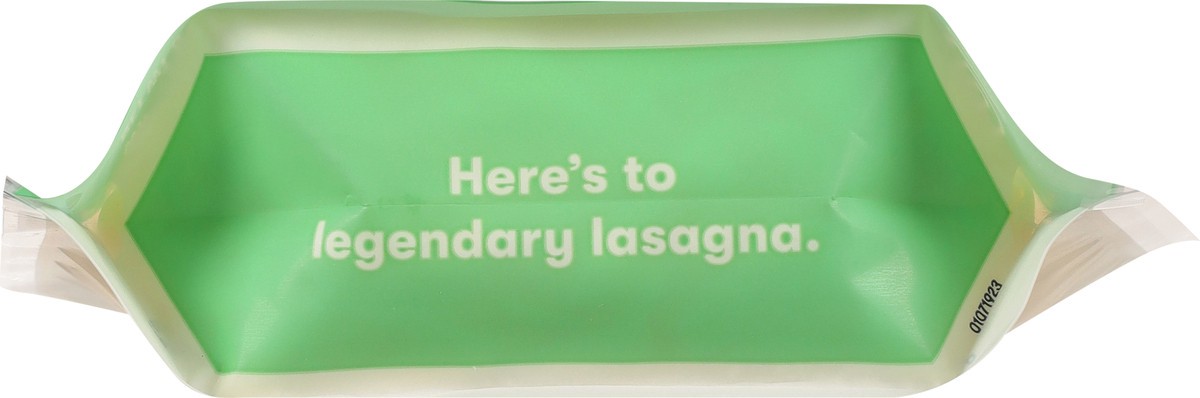 Here's to
legendary lasagna.
01071923